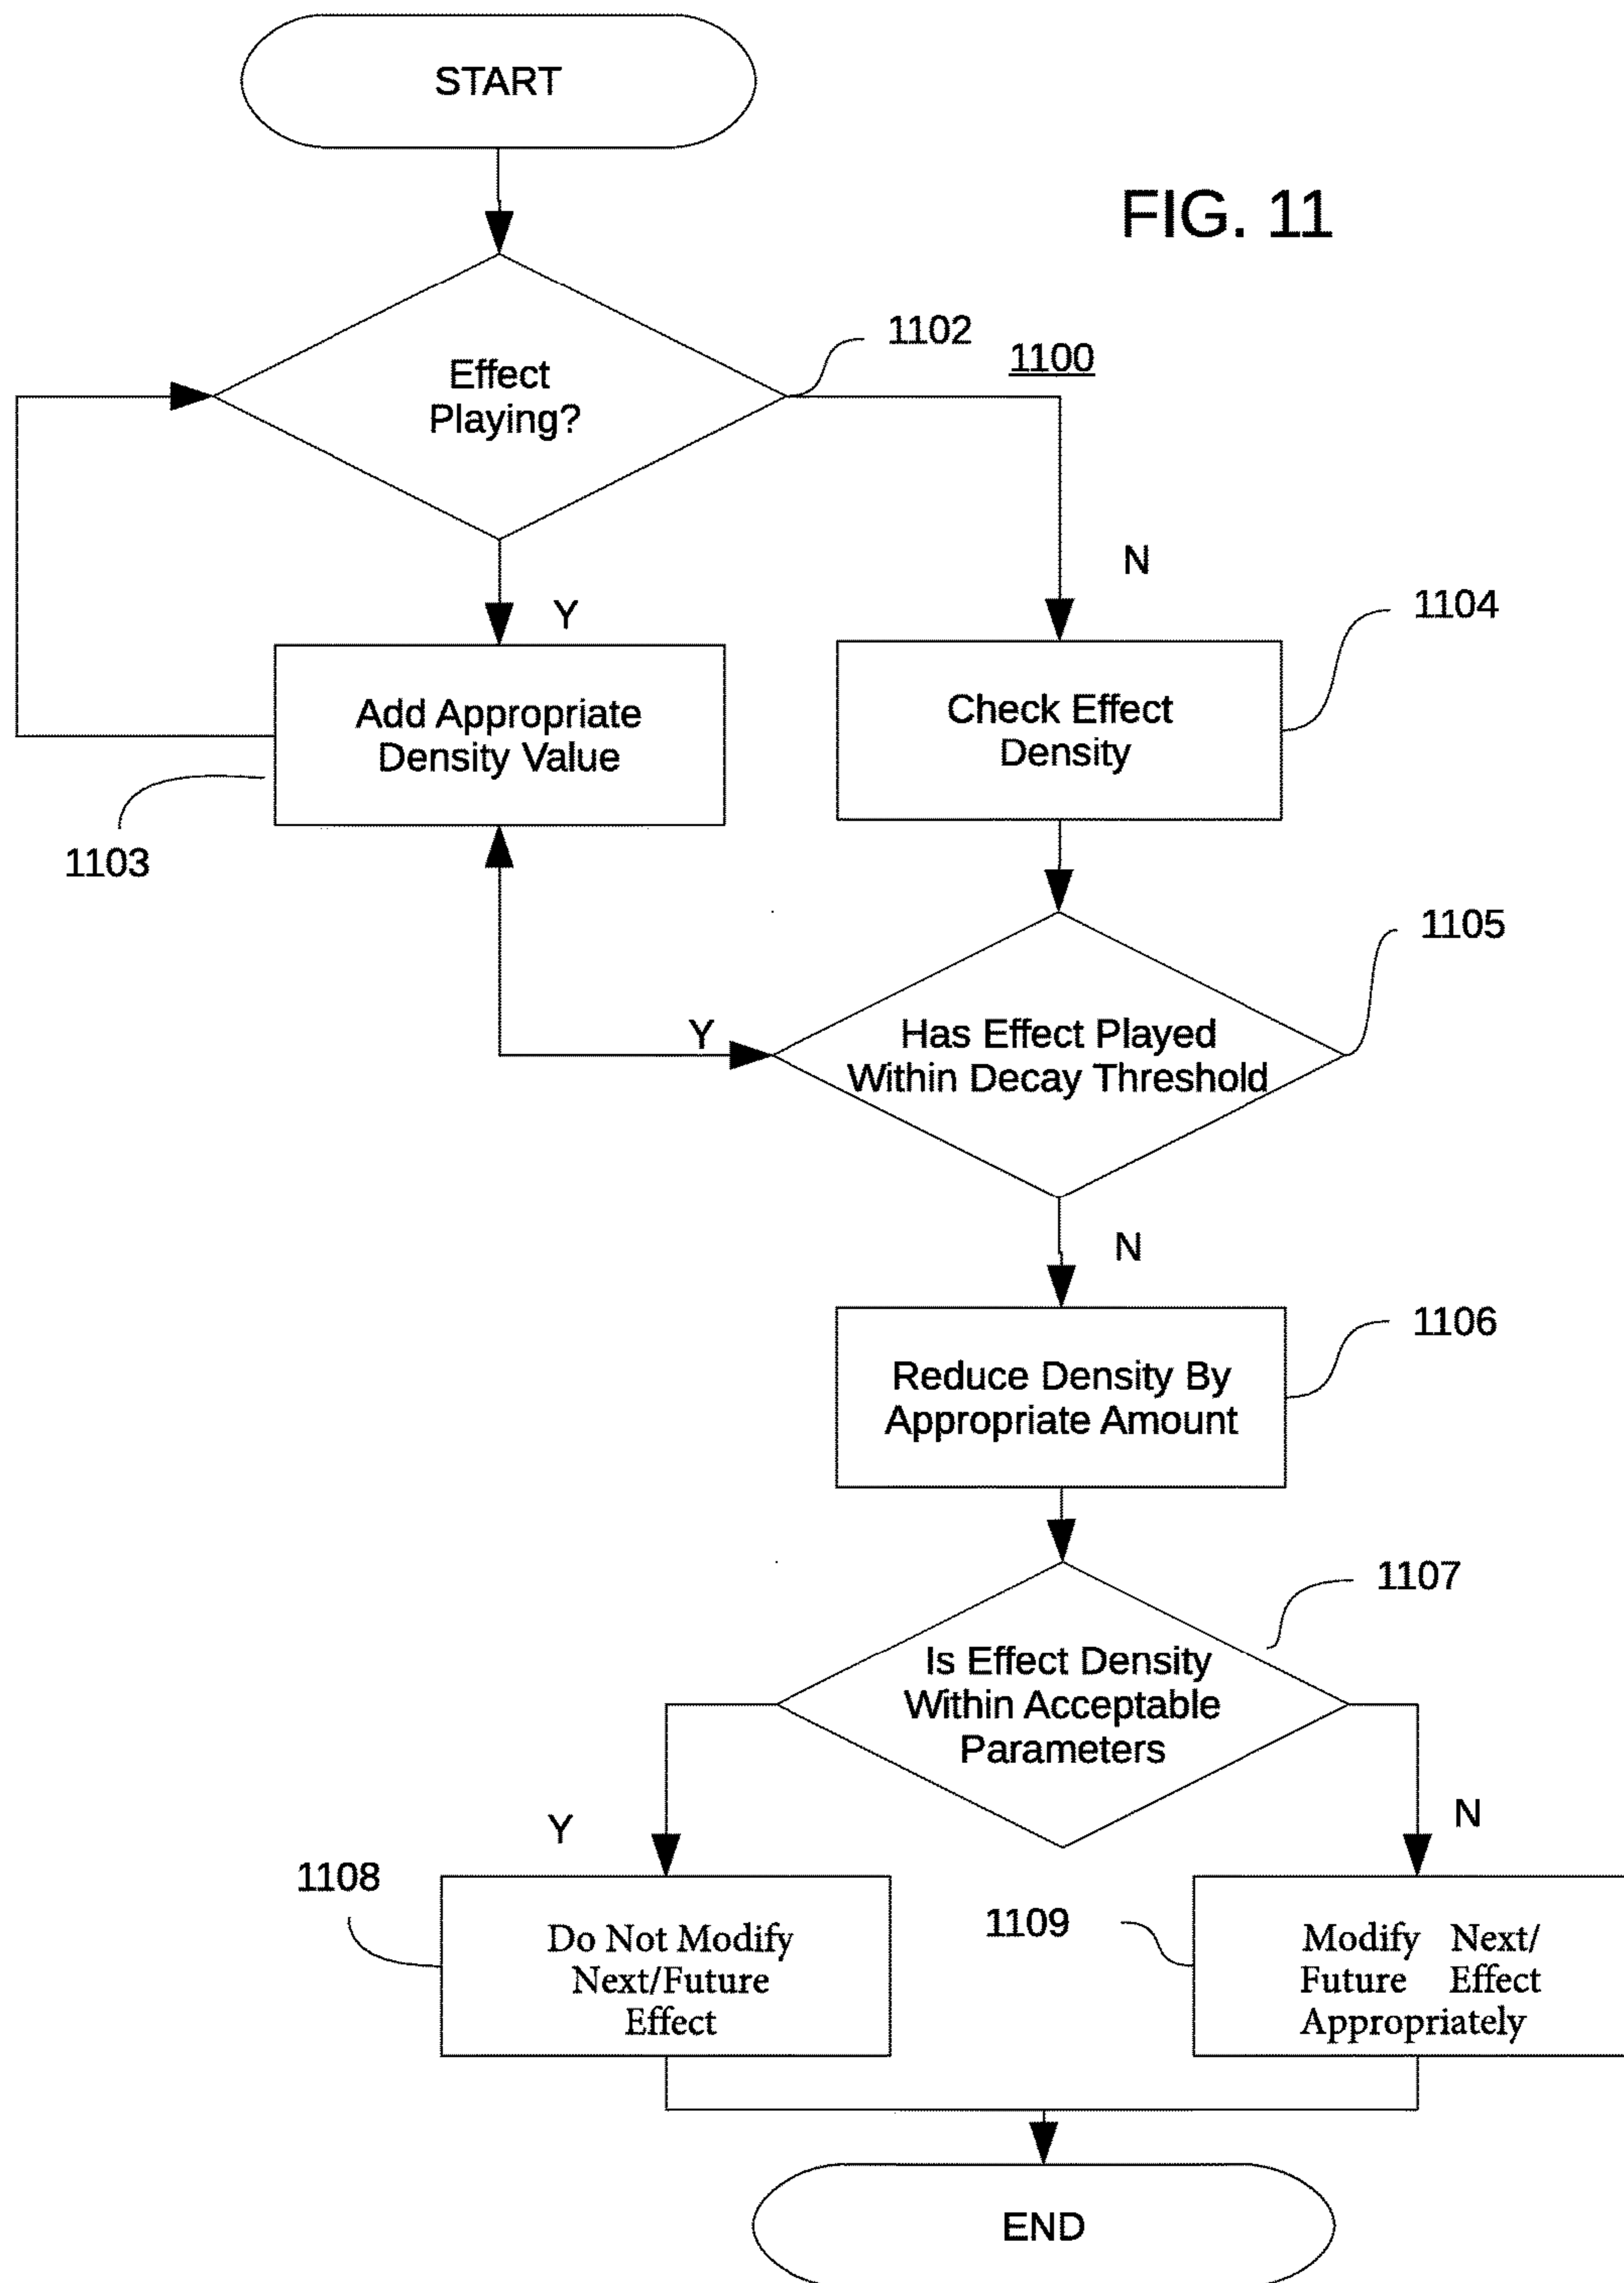 START
FIG. 11
1102
1100
Effect
Playing?
N
Y
1104
Add Appropriate
Density Value
Check Effect
Density
1103
1105
Y
Has Effect Played
Within Decay Threshold
N
1106
Reduce Density By
Appropriate Amount
1107
Is Effect Density
Within Acceptable
Parameters
Y
N
1108
1109
Do Not Modify
Next/Future
Effect
Modify Next/
Future Effect
Appropriately
END